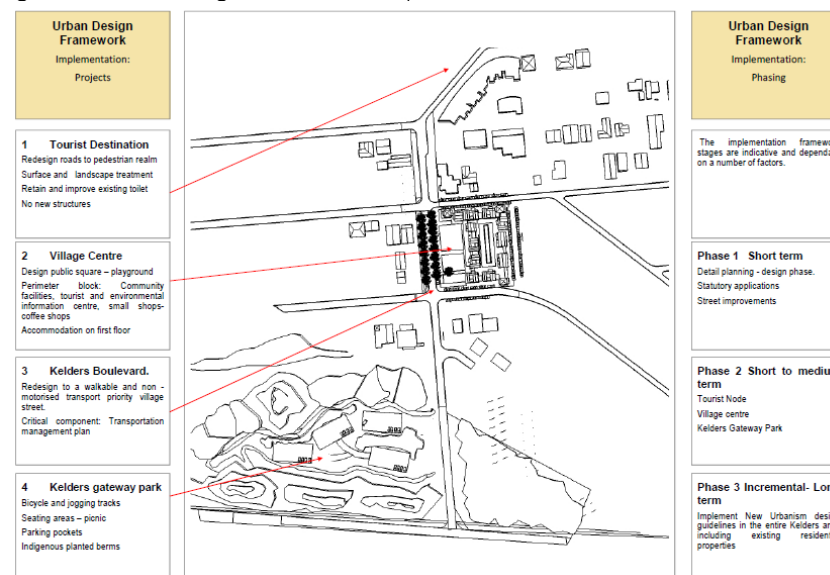 Urban Design
Framework
Implementation:
Projects
1 Tourist Destination
Redesign roads to pedestrian realm
Surface and landscape treatment
Retain and improve existing toilet
No new structures
2 Village Centre
Design public square – playground
Perimeter block: Community
facilities, tourist and environmental
information centre, small shops-
coffee shops
Accommodation on first floor
3 Kelders Boulevard.
Redesign to a walkable and non -
motorised transport priority village
street.
Critical component: Transportation
management plan
4 Kelders gateway park
Bicycle and jogging tracks
Seating areas – picnic
Parking pockets
Indigenous planted berms
Urban Design
Framework
Implementation:
Phasing
The implementation
stages are indicative and
on a number of factors.
Phase 1 Short term
Detail planning - design phase.
Statutory applications
Street improvements
Phase 2 Short to
term
Tourist Node
Village centre
Kelders Gateway Park
Phase 3 Incremental-
term
Implement New Urbanism
guidelines in the entire Kelders
including existing
properties